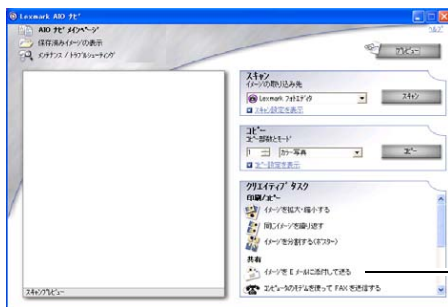 Lexmark AIO ナビ
ヘルプ
AIO ナビ メインページ
保存済みイメージの表示
メンテナンス / トラブルシューティング
プレビュー
スキャン
イメージの取り込み先
Lexmark フォトエディタ
スキャン
スキャン設定を表示
コピー
コピー部数とモード
1
カラー写真
コピー
コピー設定を表示
クリエイティブ タスク
印刷/コピー
イメージを拡大・縮小する
同じイメージを繰り返す
イメージを分割する(ポスター)
共有
イメージを E メールに添付して送る
コンピュータのモデムを使って FAX を送信する
スキャンプレビュー